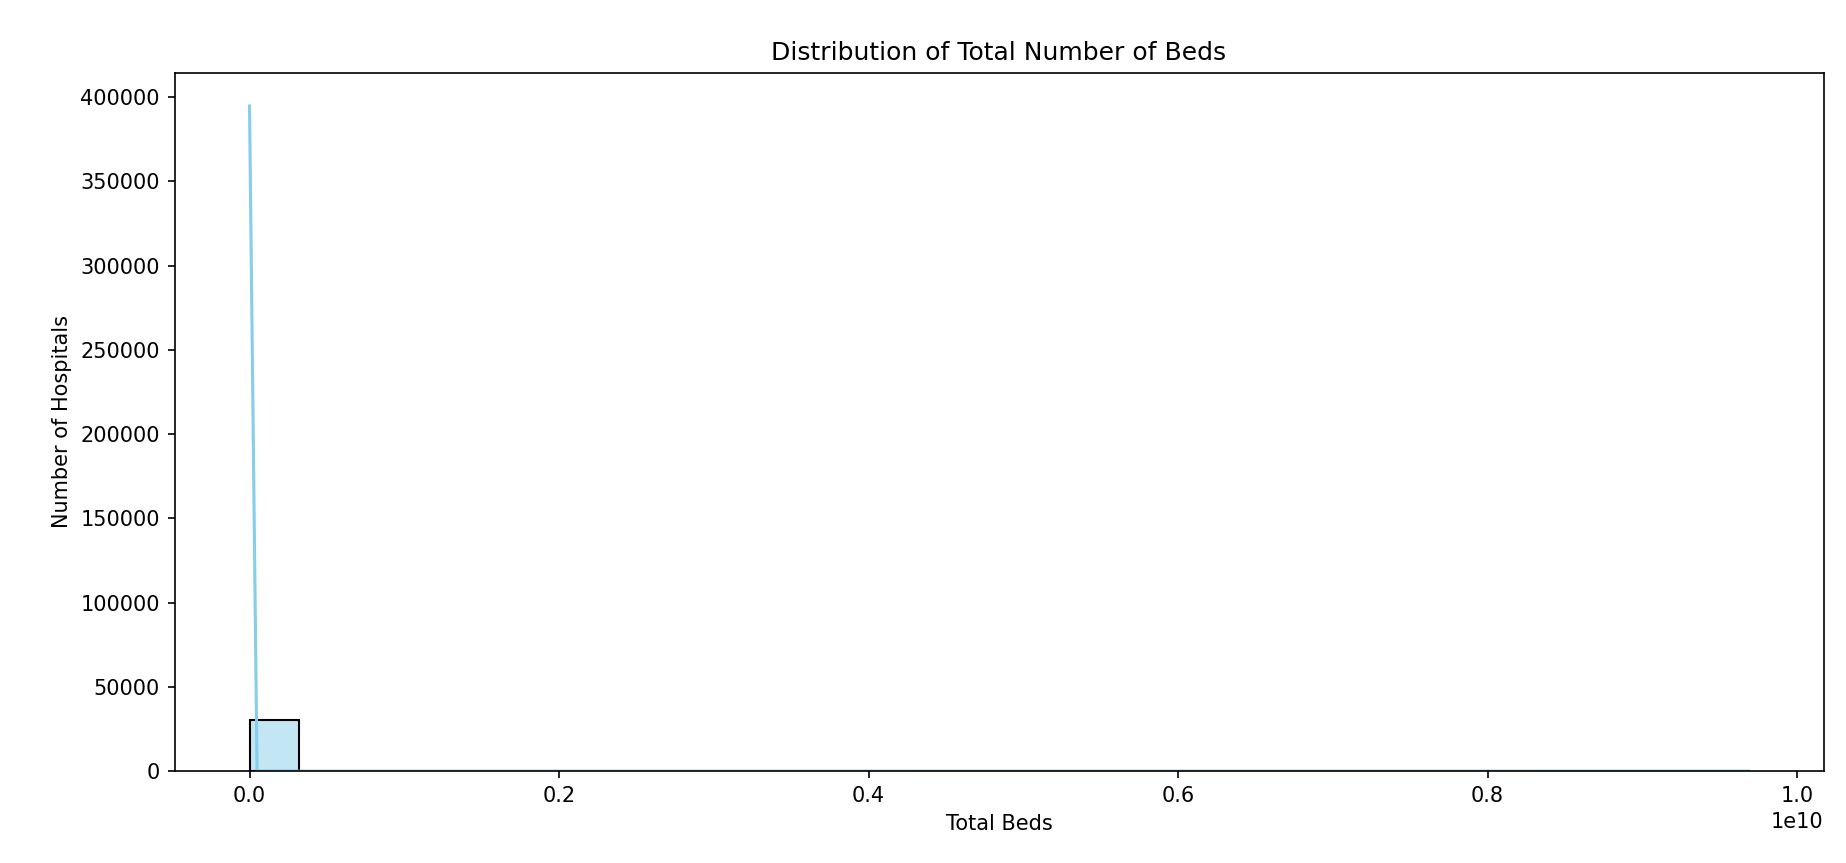 Distribution of Total Number of Beds
400000
350000
300000
250000
200000
150000
100000
50000
0
Number of Hospitals
0.0 0.2 0.4 0.6 0.8 1.0
1e10
Total Beds